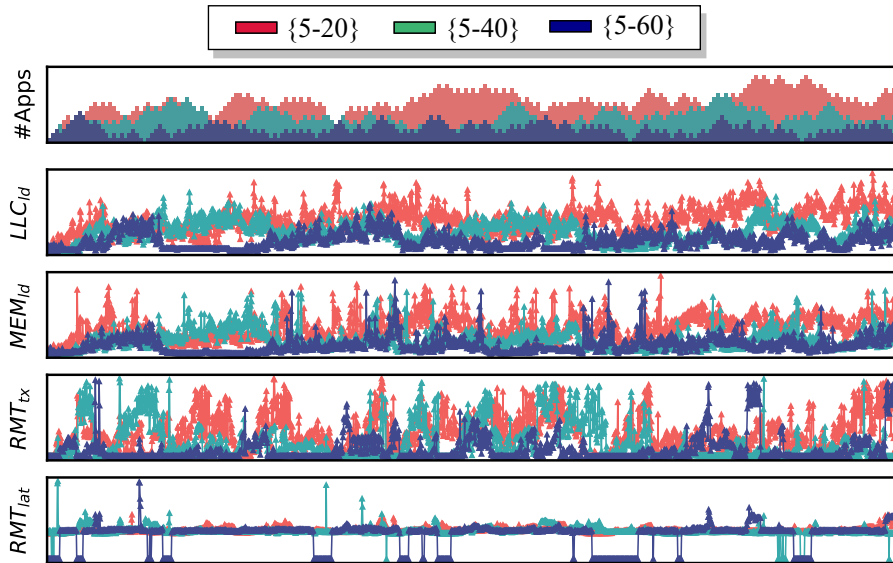 {5-20} {5-40} {5-60}
#Apps
LLC_ld
MEM_ld
RMT_tx
RMT_lat